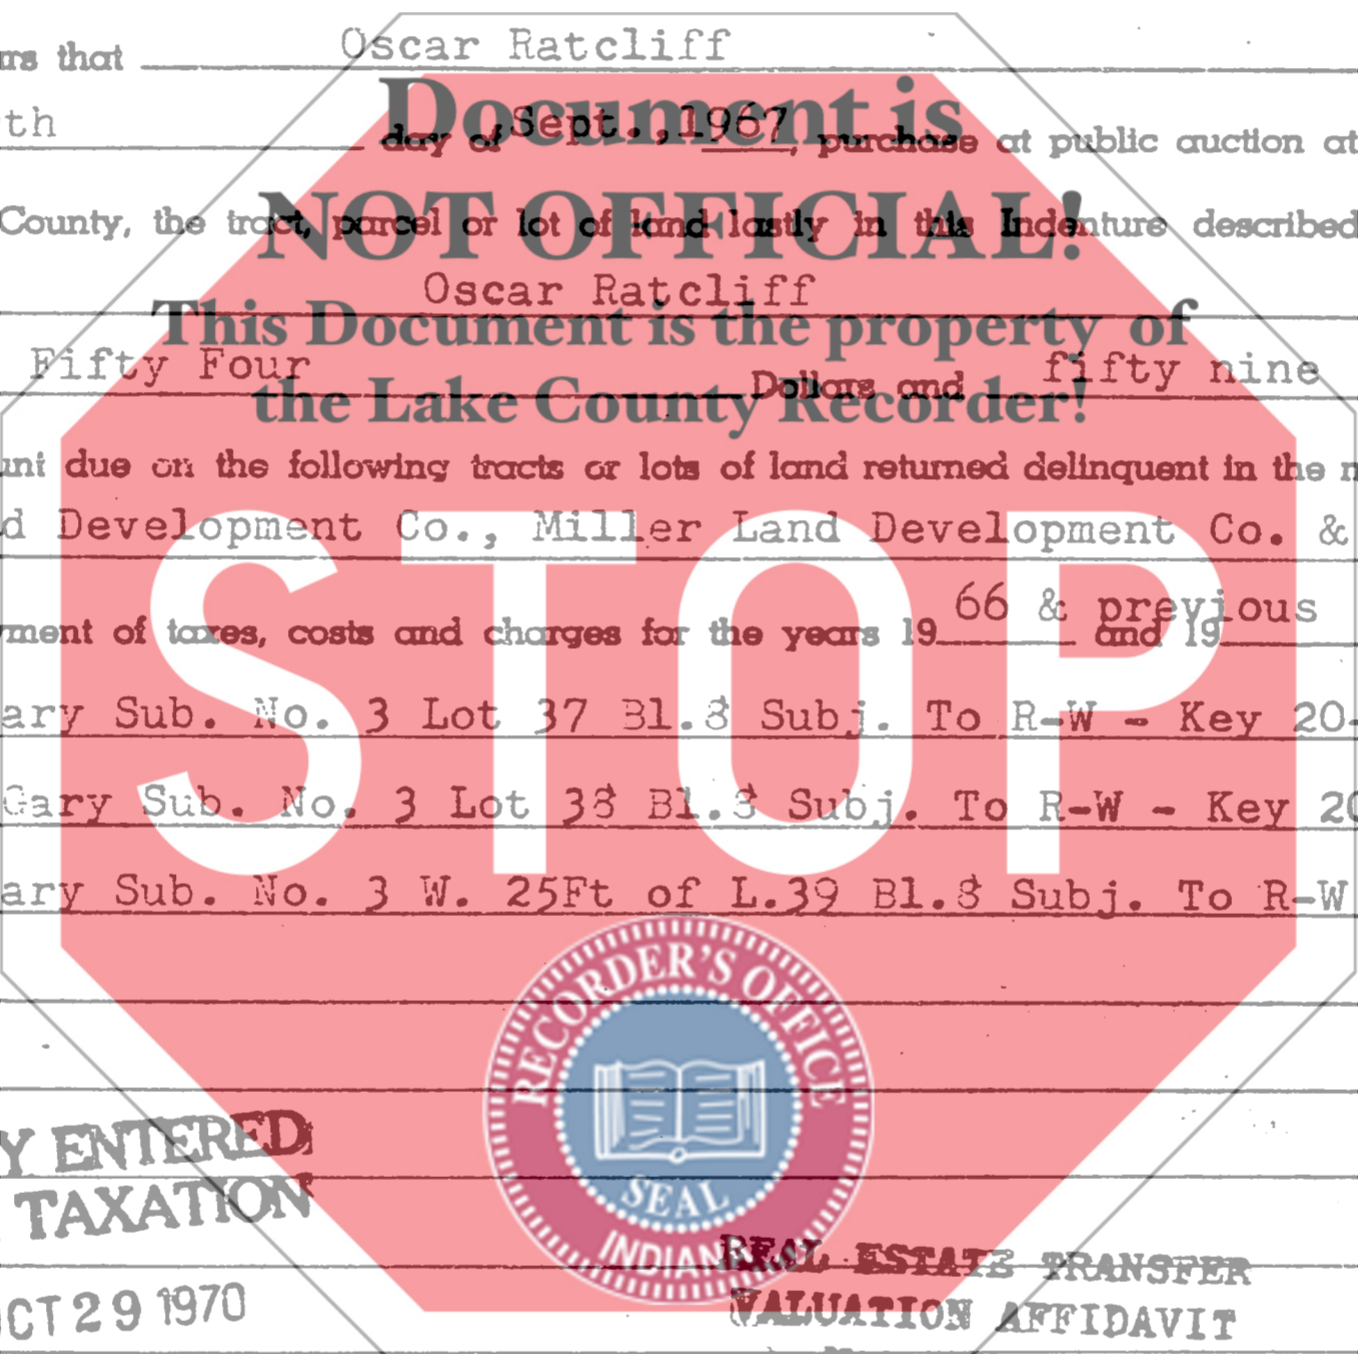 rs that Oscar Ratcliff
th day of Sept., 1967, purchase at public auction at
County, the tract, parcel or lot of land lastly in this Indenture described
Oscar Ratcliff
Fifty Four Dollars and fifty nine
due on the following tracts or lots of land returned delinquent in the
d Development Co., Miller Land Development Co. &
ment of taxes, costs and charges for the years 19 66 & previous and 19
ary Sub. No. 3 Lot 37 Bl.8 Subj. To R-W - Key 20-
Gary Sub. No. 3 Lot 38 Bl.8 Subj. To R-W - Key 20
ary Sub. No. 3 W. 25Ft of L.39 Bl.8 Subj. To R-W
Document is
NOT OFFICIAL!
This Document is the property of
the Lake County Recorder!
STOP
RECORDER'S OFFICE
SEAL
INDIANA
Y ENTERED
TAXATION
OCT 29 1970
REAL ESTATE TRANSFER
VALUATION AFFIDAVIT